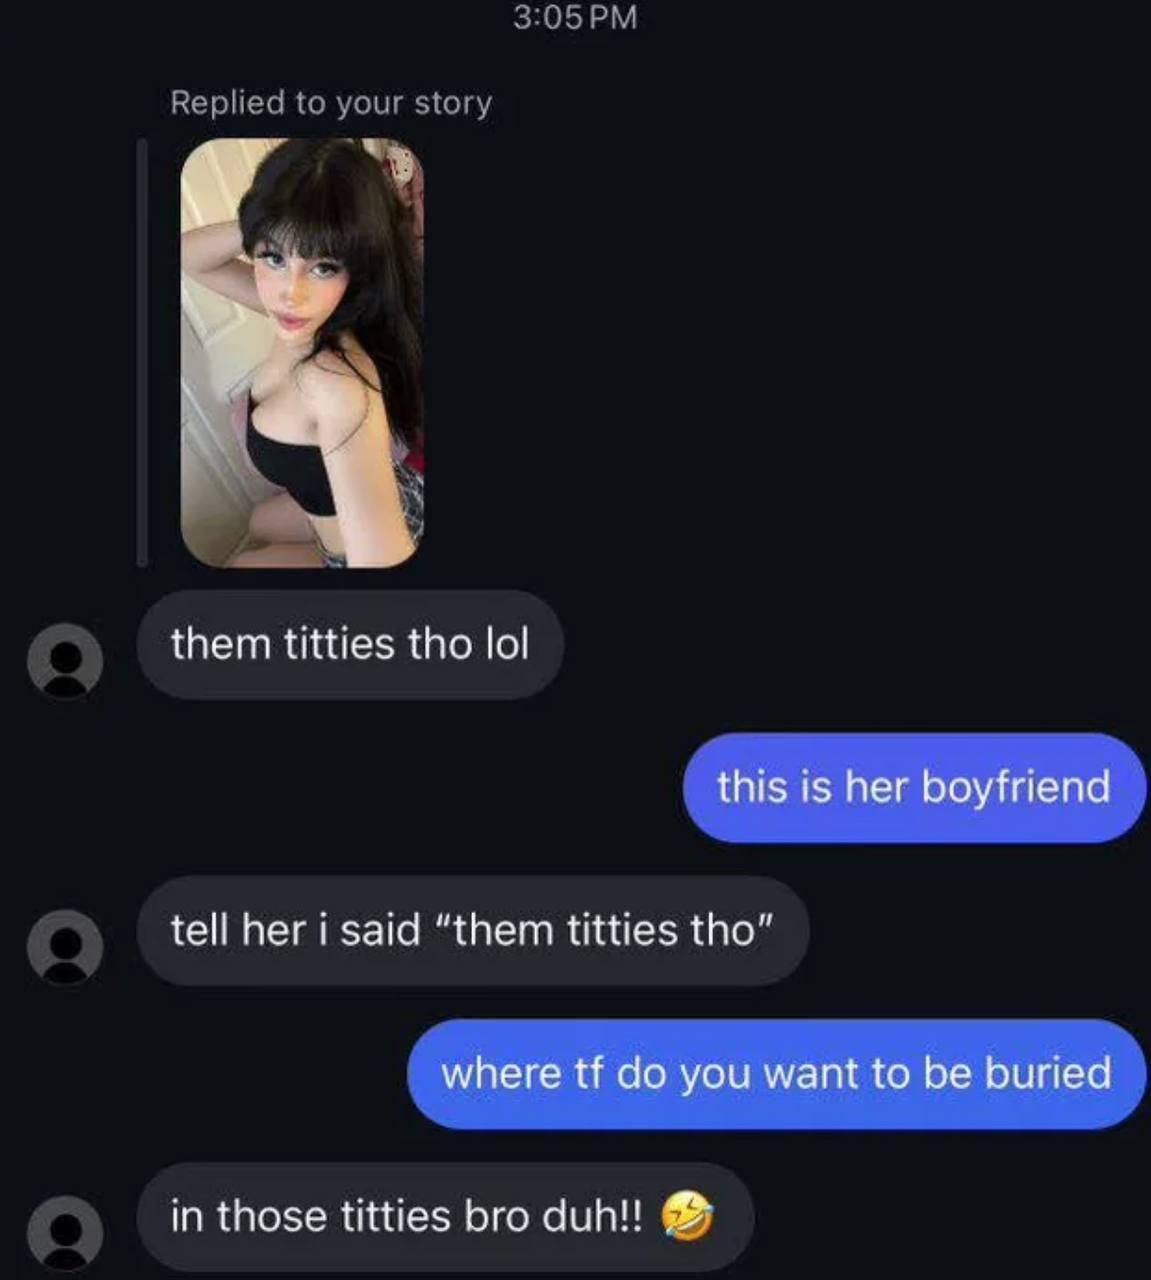 3:05 PM
Replied to your story
them titties tho lol
this is her boyfriend
tell her i said “them titties tho”
where tf do you want to be buried
in those titties bro duh!! 🤣